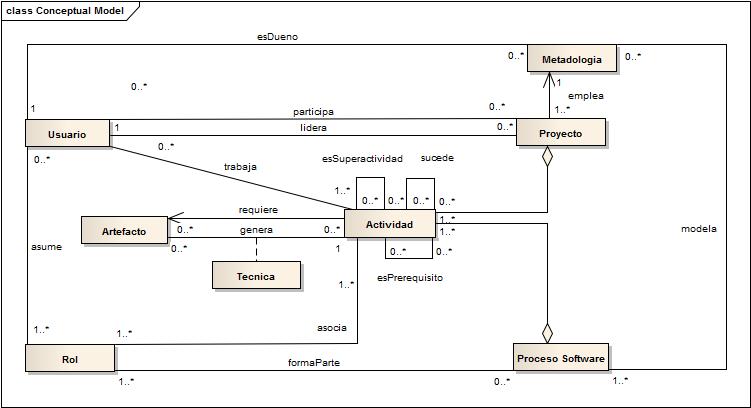 class Conceptual Model
esDueno
0..*
Metadologia
0..*
0..*
1
emplea
1
1..*
participa
0..*
Usuario
1
lidera
0..*
Proyecto
0..*
0..*
trabaja
esSuperactividad
sucede
1..*
0..*
0..*
0..*
0..*
requiere
Actividad
1..*
Artefacto
0..*
genera
0..*
1..*
modela
asume
0..*
1
0..*
0..*
Tecnica
esPrerequisito
1..*
1..*
1..*
asocia
Rol
Proceso Software
formaParte
1..*
0..*
1..*